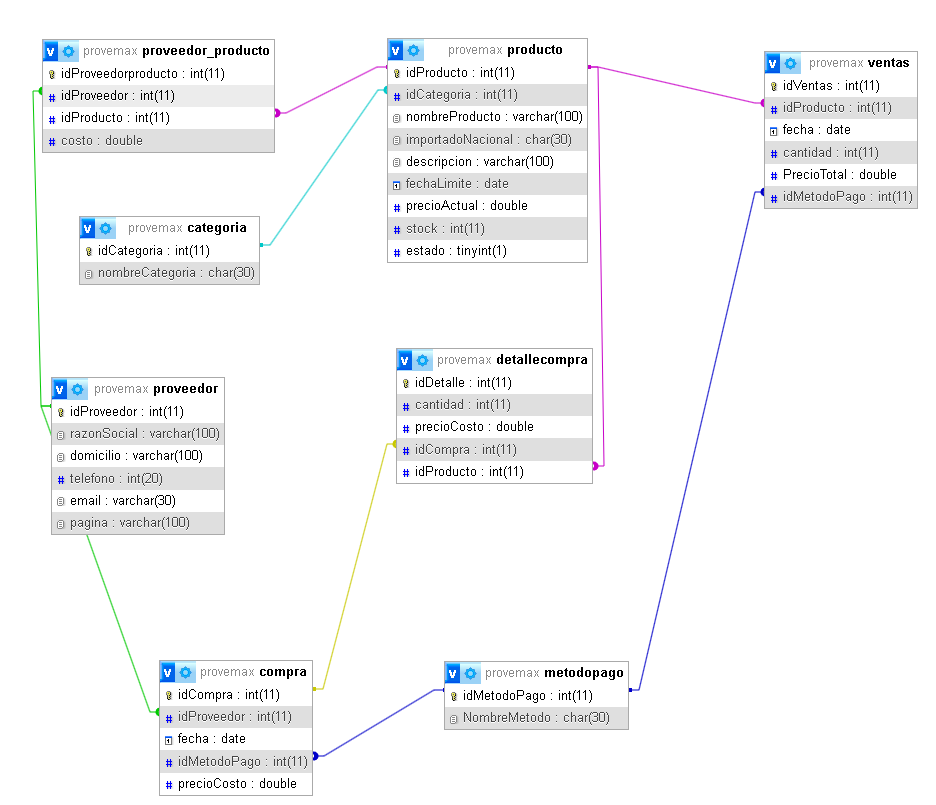 provemax proveedor_producto
idProveedorproducto : int(11)
idProveedor : int(11)
idProducto : int(11)
costo : double
provemax producto
idProducto : int(11)
idCategoria : int(11)
nombreProducto : varchar(100)
importadoNacional : char(30)
descripcion : varchar(100)
fechaLimite : date
precioActual : double
stock : int(11)
estado : tinyint(1)
provemax ventas
idVentas : int(11)
idProducto : int(11)
fecha : date
cantidad : int(11)
PrecioTotal : double
idMetodoPago : int(11)
provemax categoria
idCategoria : int(11)
nombreCategoria : char(30)
provemax proveedor
idProveedor : int(11)
razonSocial : varchar(100)
domicilio : varchar(100)
telefono : int(20)
email : varchar(30)
pagina : varchar(100)
provemax detallecompra
idDetalle : int(11)
cantidad : int(11)
precioCosto : double
idCompra : int(11)
idProducto : int(11)
provemax compra
idCompra : int(11)
idProveedor : int(11)
fecha : date
idMetodoPago : int(11)
precioCosto : double
provemax metodopago
idMetodoPago : int(11)
NombreMetodo : char(30)